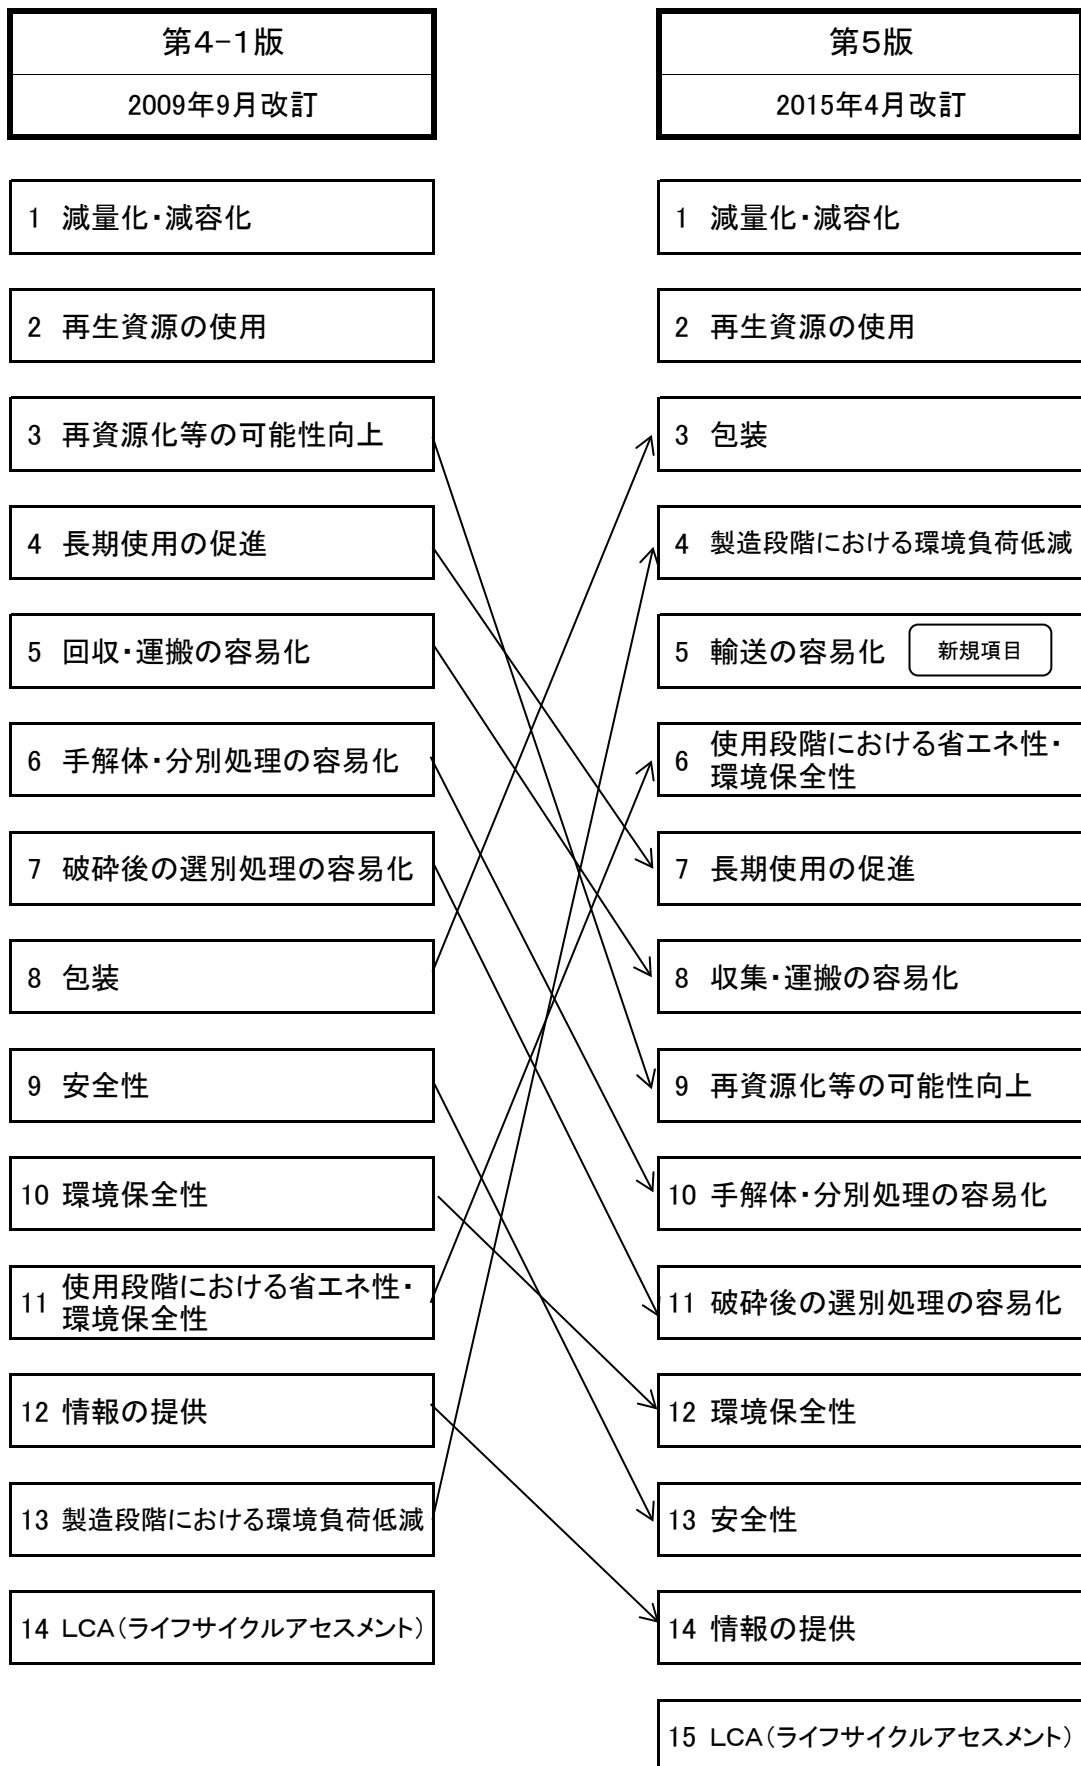 第4-1版
2009年9月改訂
1 減量化・減容化
2 再生資源の使用
3 再資源化等の可能性向上
4 長期使用の促進
5 回収・運搬の容易化
6 手解体・分別処理の容易化
7 破砕後の選別処理の容易化
8 包装
9 安全性
10 環境保全性
11 使用段階における省エネ性・
環境保全性
12 情報の提供
13 製造段階における環境負荷低減
14 LCA(ライフサイクルアセスメント)
第5版
2015年4月改訂
1 減量化・減容化
2 再生資源の使用
3 包装
4 製造段階における環境負荷低減
5 輸送の容易化 新規項目
6 使用段階における省エネ性・
環境保全性
7 長期使用の促進
8 収集・運搬の容易化
9 再資源化等の可能性向上
10 手解体・分別処理の容易化
11 破砕後の選別処理の容易化
12 環境保全性
13 安全性
14 情報の提供
15 LCA(ライフサイクルアセスメント)